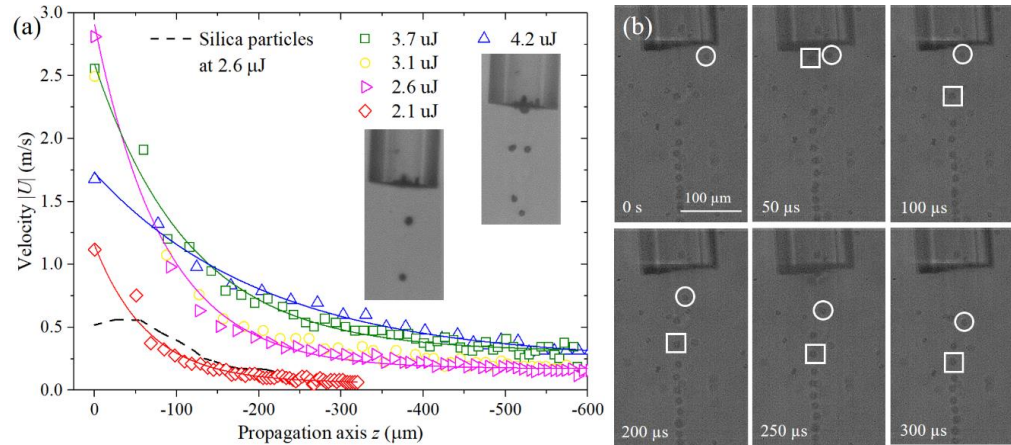 (a)
Silica particles
at 2.6 μJ
3.7 uJ
4.2 uJ
3.1 uJ
2.6 uJ
2.1 uJ
3.0
2.5
2.0
1.5
1.0
0.5
0.0
Velocity |U| (m/s)
0
-100
-200
-300
-400
-500
-600
Propagation axis z (μm)
(b)
0 s
100 μm
50 μs
100 μs
200 μs
250 μs
300 μs